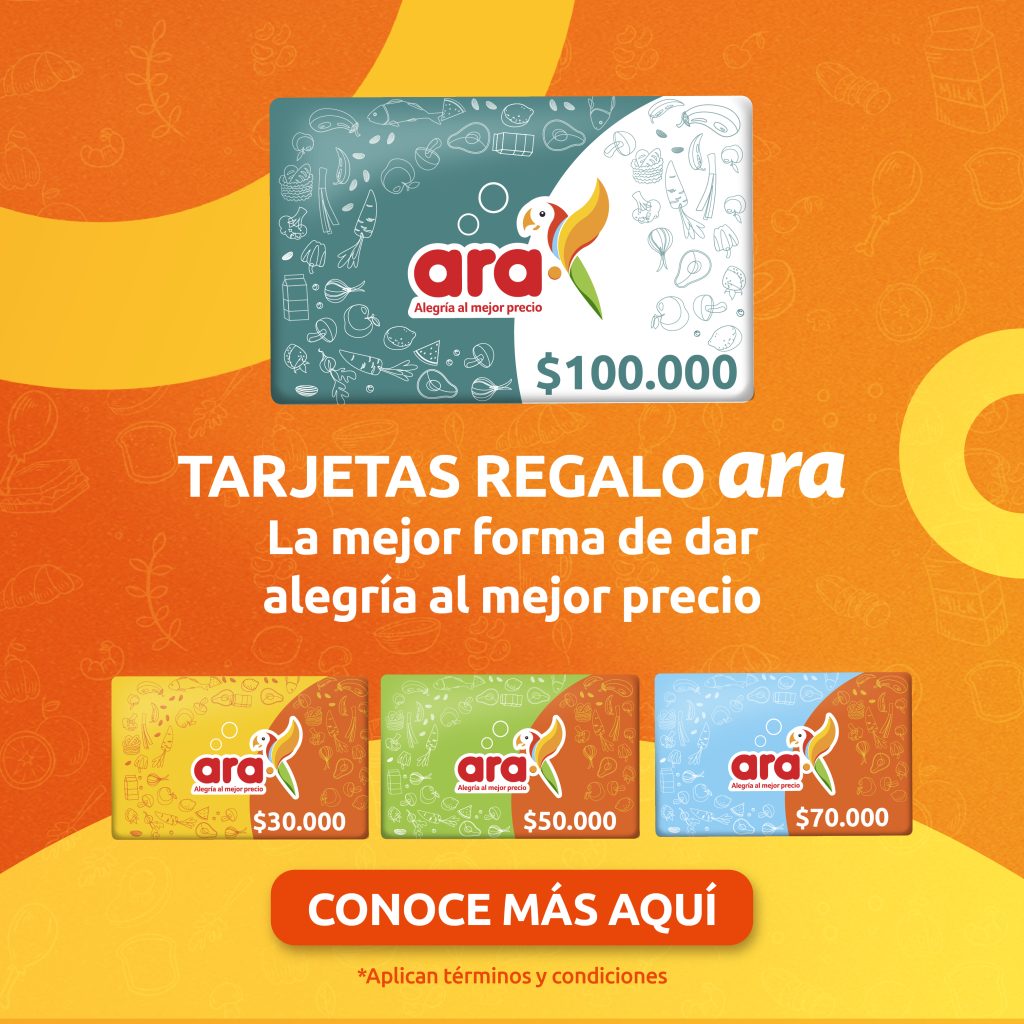 ara
Alegría al mejor precio
$100.000
TARJETAS REGALO ara
La mejor forma de dar
alegría al mejor precio
ara
Alegría al mejor precio
$30.000
ara
Alegría al mejor precio
$50.000
ara
Alegría al mejor precio
$70.000
CONOCE MÁS AQUÍ
*Aplican términos y condiciones
MILK
MILK